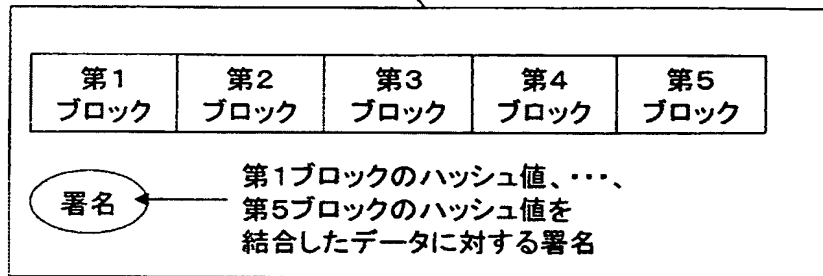 第1
ブロック
第2
ブロック
第3
ブロック
第4
ブロック
第5
ブロック
署名
第1ブロックのハッシュ値、・・・、
第5ブロックのハッシュ値を
結合したデータに対する署名